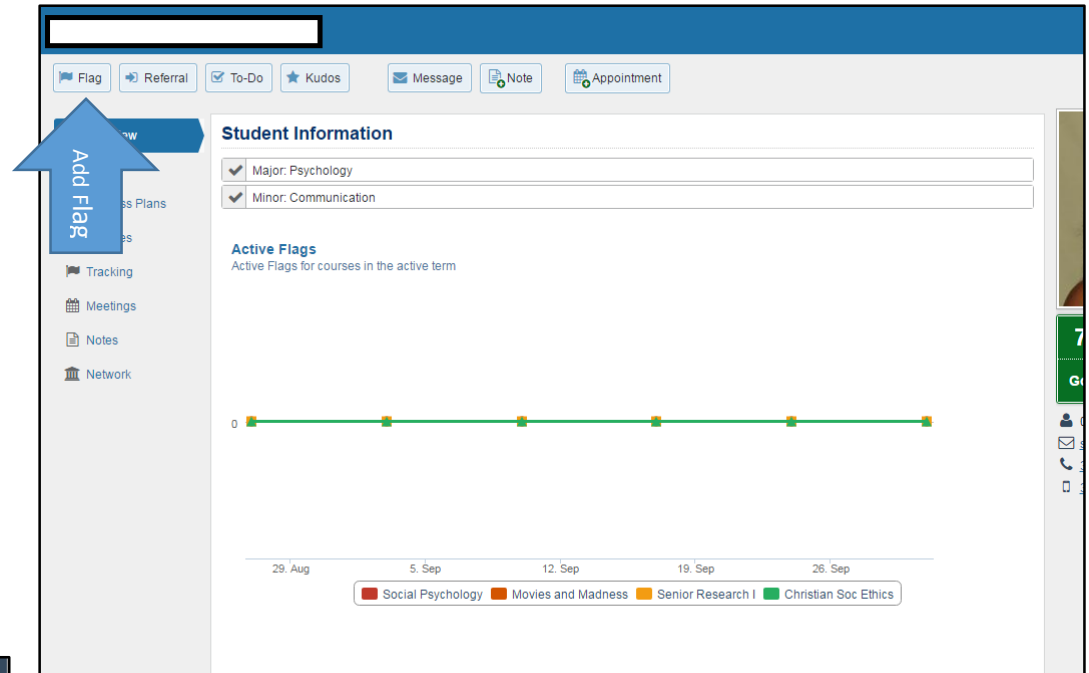 Flag Referral To-Do Kudos Message Note Appointment
Student Information
Major: Psychology
Minor: Communication
Add Flag
Plans
Tracking
Meetings
Notes
Network
Active Flags
Active Flags for courses in the active term
0
29. Aug 5. Sep 12. Sep 19. Sep 26. Sep
Social Psychology Movies and Madness Senior Research I Christian Soc Ethics
7